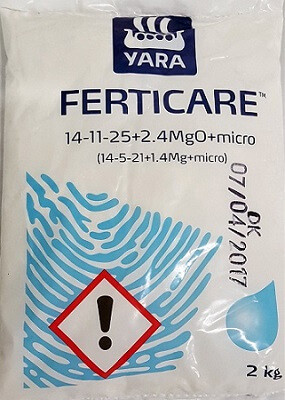 YARA
FERTICARE™
14-11-25+2.4MgO+micro
(14-5-21+1.4Mg+micro)
OK
07/04/2017
2 kg